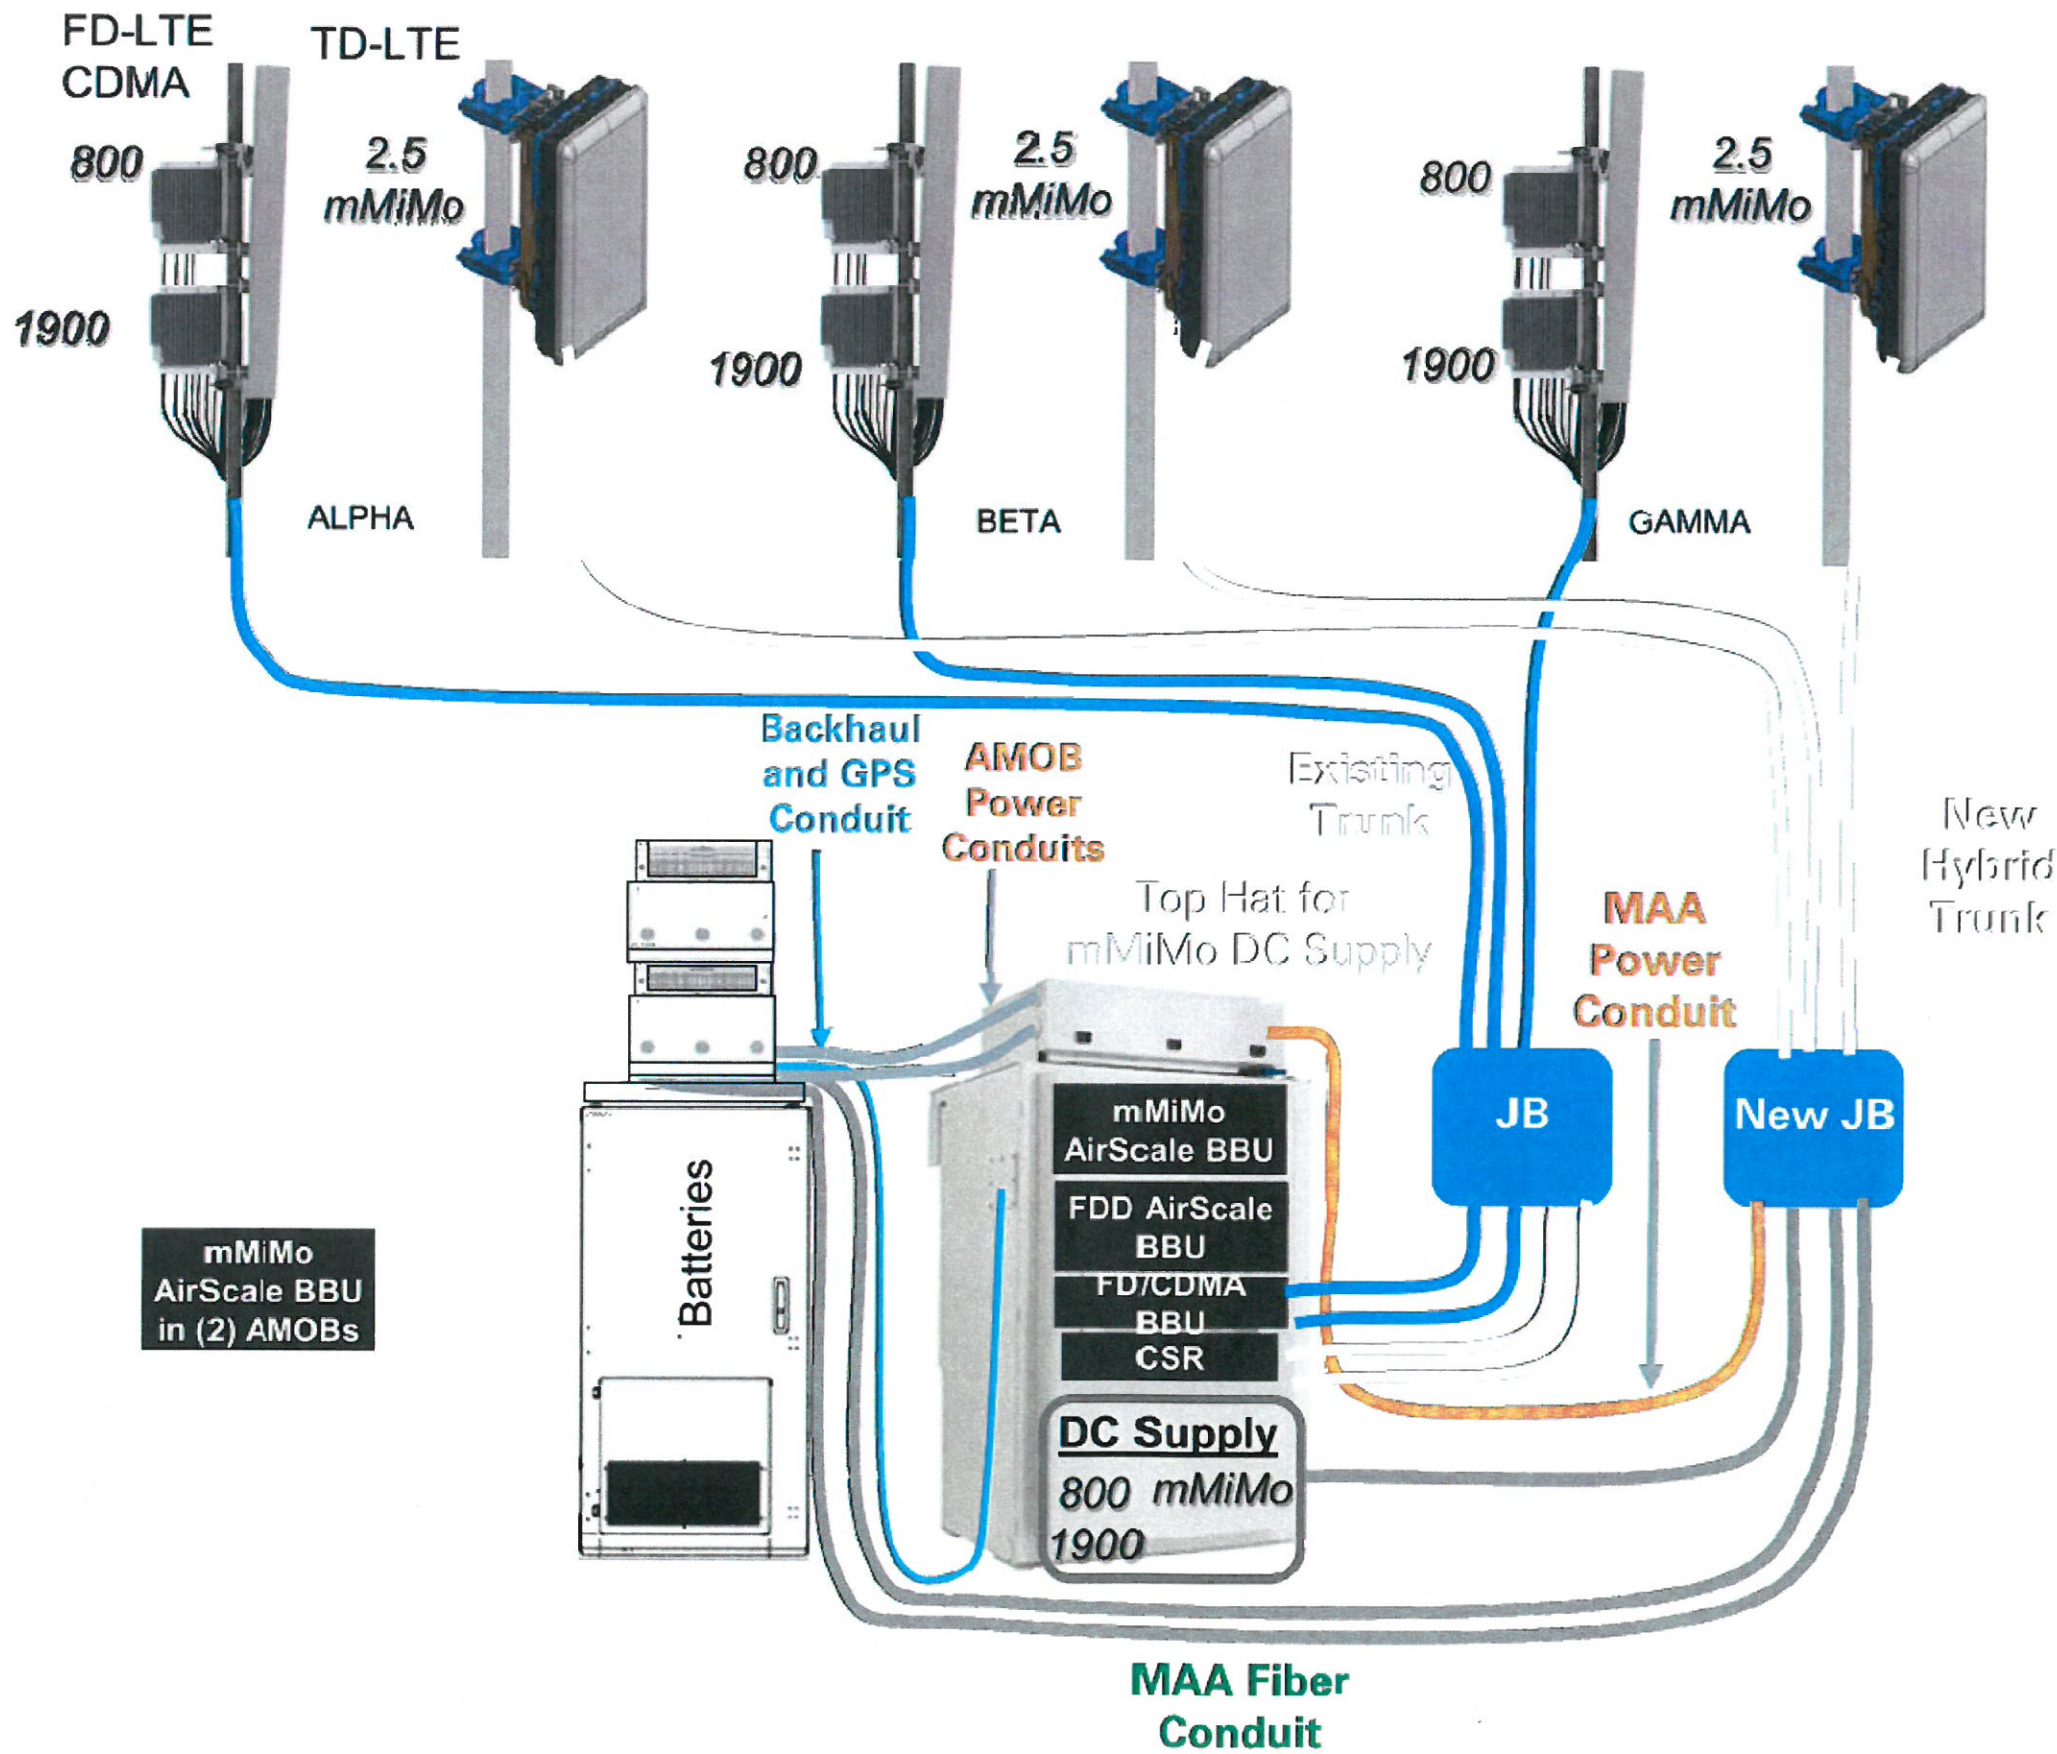 FD-LTE
CDMA
TD-LTE
800
2.5
mMiMo
1900
800
2.5
mMiMo
1900
800
2.5
mMiMo
1900
ALPHA
BETA
GAMMA
Backhaul
and GPS
Conduit
AMOB
Power
Conduits
Existing
Trunk
New
Hybrid
Trunk
Top Hat for
mMiMo DC Supply
MAA
Power
Conduit
JB
New JB
mMiMo
AirScale BBU
FDD AirScale
BBU
FD/CDMA
BBU
CSR
Batteries
mMiMo
AirScale BBU
in (2) AMOBs
DC Supply
800 mMiMo
1900
MAA Fiber
Conduit